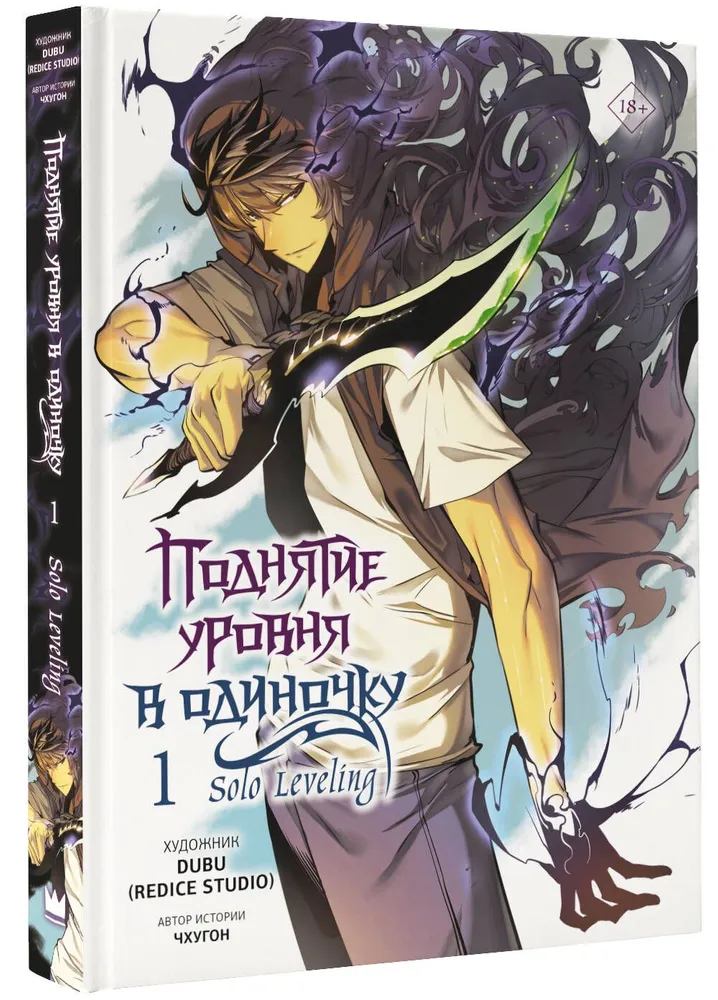 ХУДОЖНИК
DUBU
(REDICE STUDIO)
АВТОР ИСТОРИИ
ЧХУГОН
Поднятие уровня в одиночку
1
Solo Leveling
18+
Поднятие
уровня
в одиночку
1 Solo Leveling
ХУДОЖНИК
DUBU
(REDICE STUDIO)
АВТОР ИСТОРИИ
ЧХУГОН